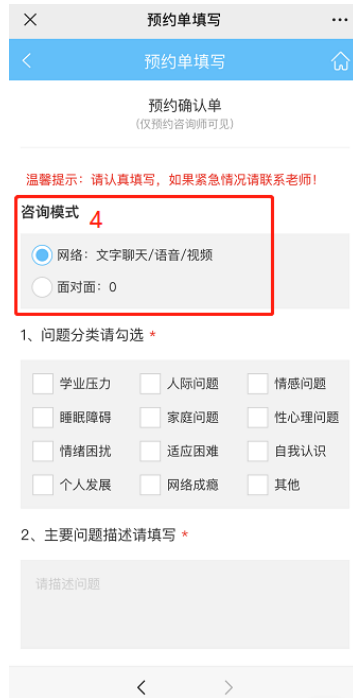 预约单填写
预约单填写
预约确认单
(仅预约咨询师可见)
温馨提示：请认真填写，如果紧急情况请联系老师！
咨询模式 4
网络：文字聊天/语音/视频
面对面：0
1、问题分类请勾选 *
学业压力 人际问题 情感问题
睡眠障碍 家庭问题 性心理问题
情绪困扰 适应困难 自我认识
个人发展 网络成瘾 其他
2、主要问题描述请填写 *
请描述问题